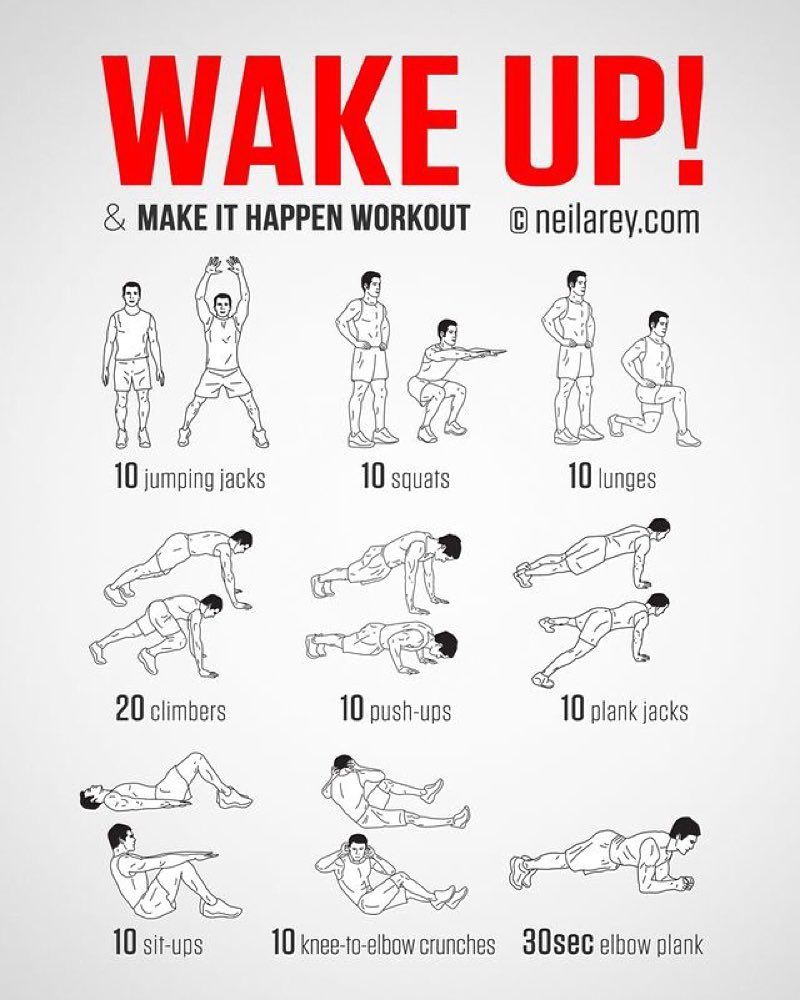 WAKE UP!
& MAKE IT HAPPEN WORKOUT © neilarey.com
10 jumping jacks
10 squats
10 lunges
20 climbers
10 push-ups
10 plank jacks
10 sit-ups
10 knee-to-elbow crunches
30sec elbow plank